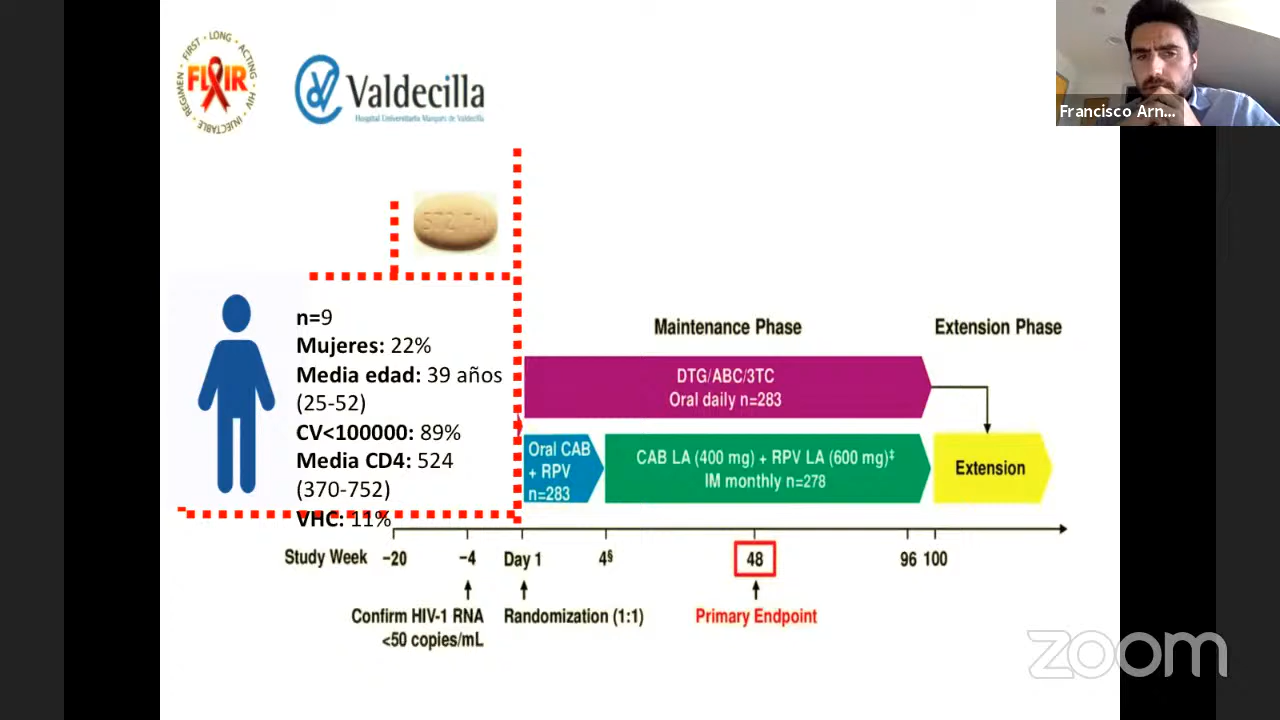 FIRST LONG ACTING INJECTABLE HIV REGIMEN
FLAIR
Valdecilla
Hospital Universitario Marqués de Valdecilla
Francisco Arn...
n=9
Mujeres: 22%
Media edad: 39 años
(25-52)
CV<100000: 89%
Media CD4: 524
(370-752)
VHC: 11%
Maintenance Phase
Extension Phase
DTG/ABC/3TC
Oral daily n=283
Oral CAB
+ RPV
n=283
CAB LA (400 mg) + RPV LA (600 mg)‡
IM monthly n=278
Extension
Study Week
−20
−4
Day 1
4§
48
96
100
Confirm HIV-1 RNA
<50 copies/mL
Randomization (1:1)
Primary Endpoint
zoom